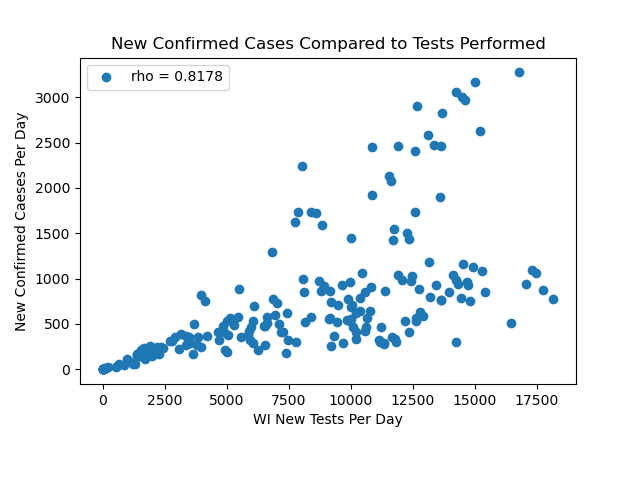 New Confirmed Cases Compared to Tests Performed
rho = 0.8178
New Confirmed Caeses Per Day
3000
2500
2000
1500
1000
500
0
0 2500 5000 7500 10000 12500 15000 17500
WI New Tests Per Day